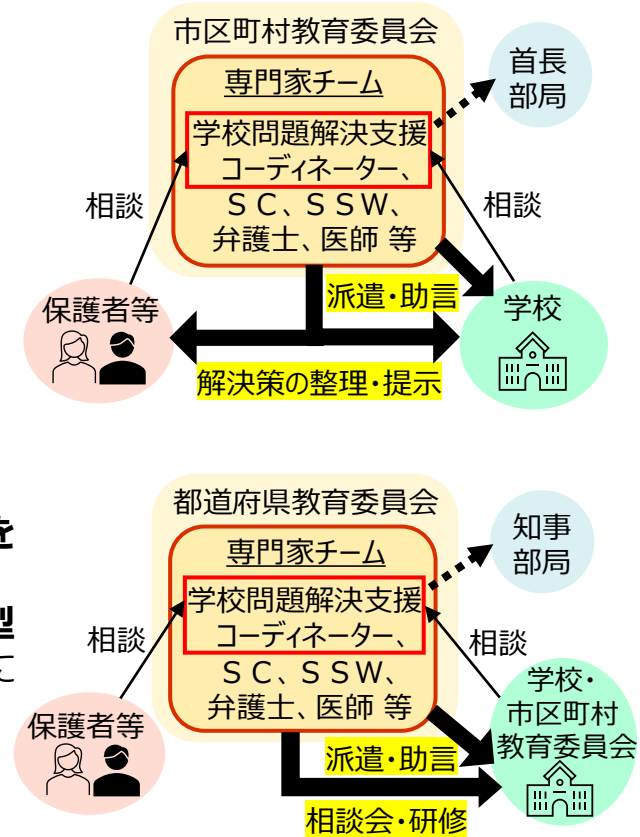 市区町村教育委員会
首長
部局
専門家チーム
学校問題解決支援
コーディネーター、
ＳＣ、ＳＳＷ、
弁護士、医師 等
相談
相談
保護者等
派遣・助言
学校
解決策の整理・提示
都道府県教育委員会
知事
部局
を
専門家チーム
学校問題解決支援
コーディネーター、
型
相談
相談
に
ＳＣ、ＳＳＷ、
弁護士、医師 等
学校・
市区町村
教育委員会
保護者等
派遣・助言
相談会・研修